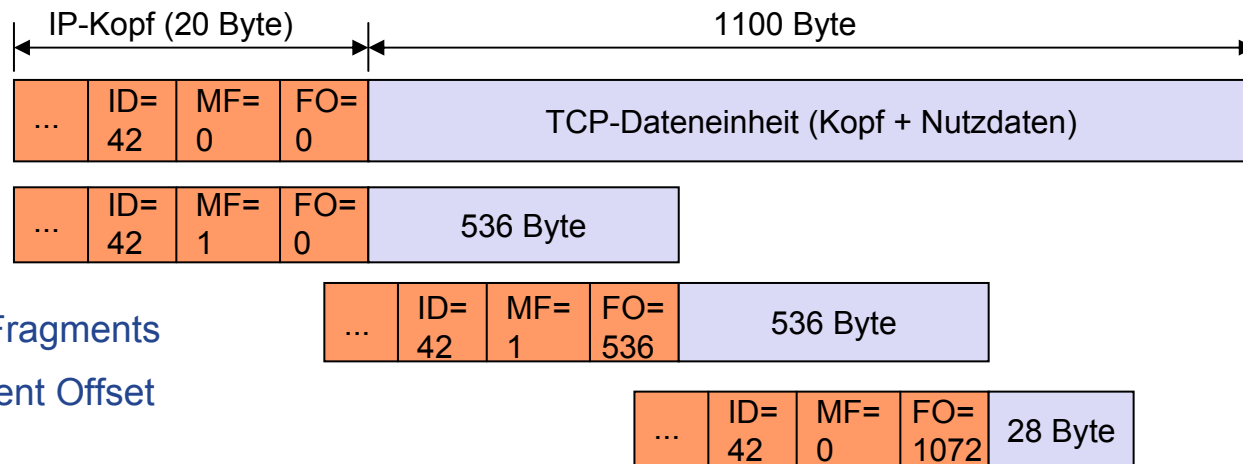 IP-Kopf (20 Byte)
1100 Byte
... ID= MF= FO=
42 0 0
TCP-Dateneinheit (Kopf + Nutzdaten)
... ID= MF= FO=
42 1 0
536 Byte
Fragments
... ID= MF= FO=
42 1 536
536 Byte
ent Offset
... ID= MF= FO=
42 0 1072
28 Byte